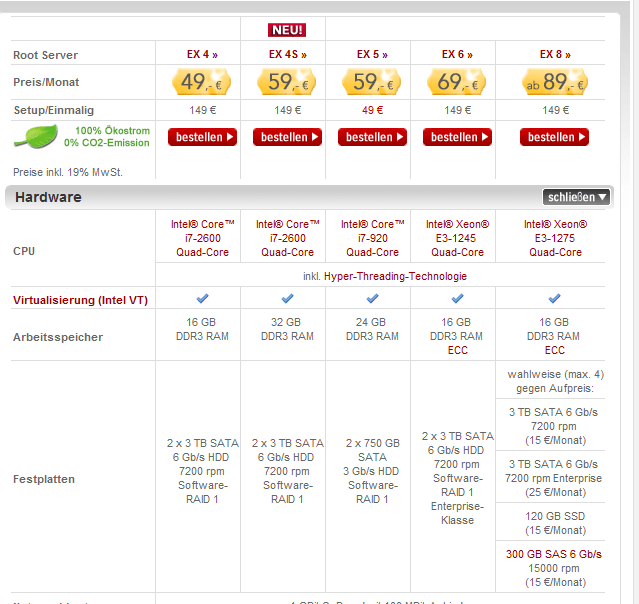 NEU!
Root Server EX 4 » EX 4S » EX 5 » EX 6 » EX 8 »
Preis/Monat 49,- € 59,- € 59,- € 69,- € ab 89,- €
Setup/Einmalig 149 € 149 € 49 € 149 € 149 €
100% Ökostrom
0% CO2-Emission
bestellen bestellen bestellen bestellen bestellen
Preise inkl. 19% MwSt.
Hardware schließen
CPU
Intel® Core™
i7-2600
Quad-Core
Intel® Core™
i7-2600
Quad-Core
Intel® Core™
i7-920
Quad-Core
Intel® Xeon®
E3-1245
Quad-Core
Intel® Xeon®
E3-1275
Quad-Core
inkl. Hyper-Threading-Technologie
Virtualisierung (Intel VT)
Arbeitsspeicher
16 GB
DDR3 RAM
32 GB
DDR3 RAM
24 GB
DDR3 RAM
16 GB
DDR3 RAM
ECC
16 GB
DDR3 RAM
ECC
Festplatten
2 x 3 TB SATA
6 Gb/s HDD
7200 rpm
Software-
RAID 1
2 x 3 TB SATA
6 Gb/s HDD
7200 rpm
Software-
RAID 1
2 x 750 GB
SATA
3 Gb/s HDD
7200 rpm
Software-
RAID 1
2 x 3 TB SATA
6 Gb/s HDD
7200 rpm
Software-
RAID 1
Enterprise-
Klasse
wahlweise (max. 4)
gegen Aufpreis:
3 TB SATA 6 Gb/s
7200 rpm
(15 €/Monat)
3 TB SATA 6 Gb/s
7200 rpm Enterprise
(25 €/Monat)
120 GB SSD
(15 €/Monat)
300 GB SAS 6 Gb/s
15000 rpm
(15 €/Monat)